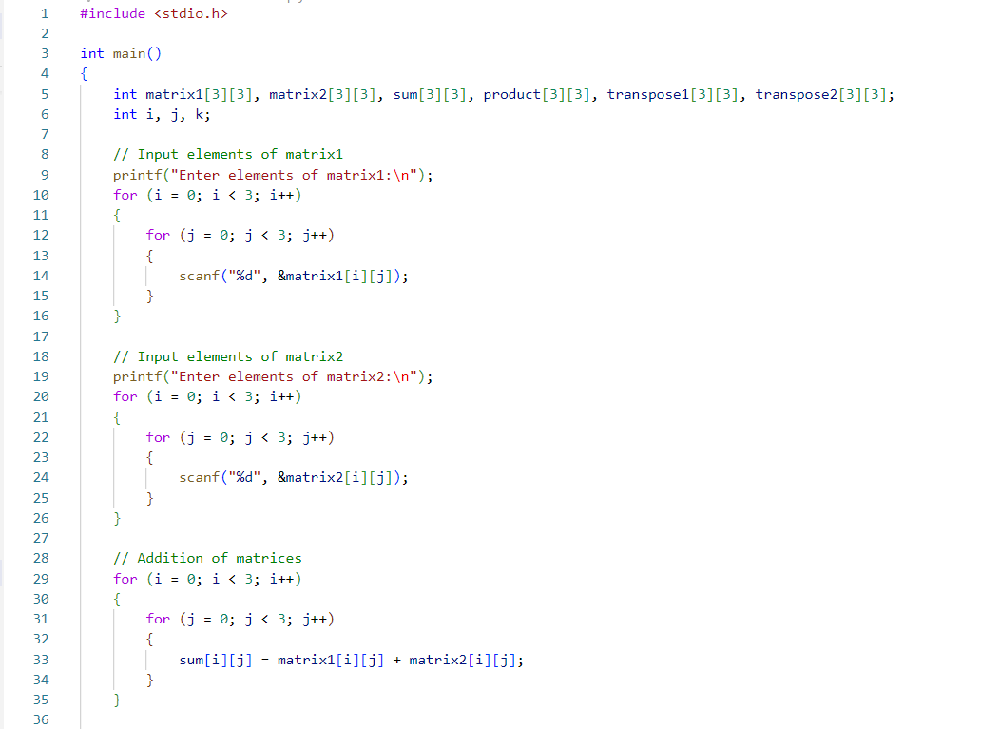 1 #include <stdio.h>
2
3 int main()
4 {
5     int matrix1[3][3], matrix2[3][3], sum[3][3], product[3][3], transpose1[3][3], transpose2[3][3];
6     int i, j, k;
7
8     // Input elements of matrix1
9     printf("Enter elements of matrix1:\n");
10     for (i = 0; i < 3; i++)
11     {
12         for (j = 0; j < 3; j++)
13         {
14             scanf("%d", &matrix1[i][j]);
15         }
16     }
17
18     // Input elements of matrix2
19     printf("Enter elements of matrix2:\n");
20     for (i = 0; i < 3; i++)
21     {
22         for (j = 0; j < 3; j++)
23         {
24             scanf("%d", &matrix2[i][j]);
25         }
26     }
27
28     // Addition of matrices
29     for (i = 0; i < 3; i++)
30     {
31         for (j = 0; j < 3; j++)
32         {
33             sum[i][j] = matrix1[i][j] + matrix2[i][j];
34         }
35     }
36